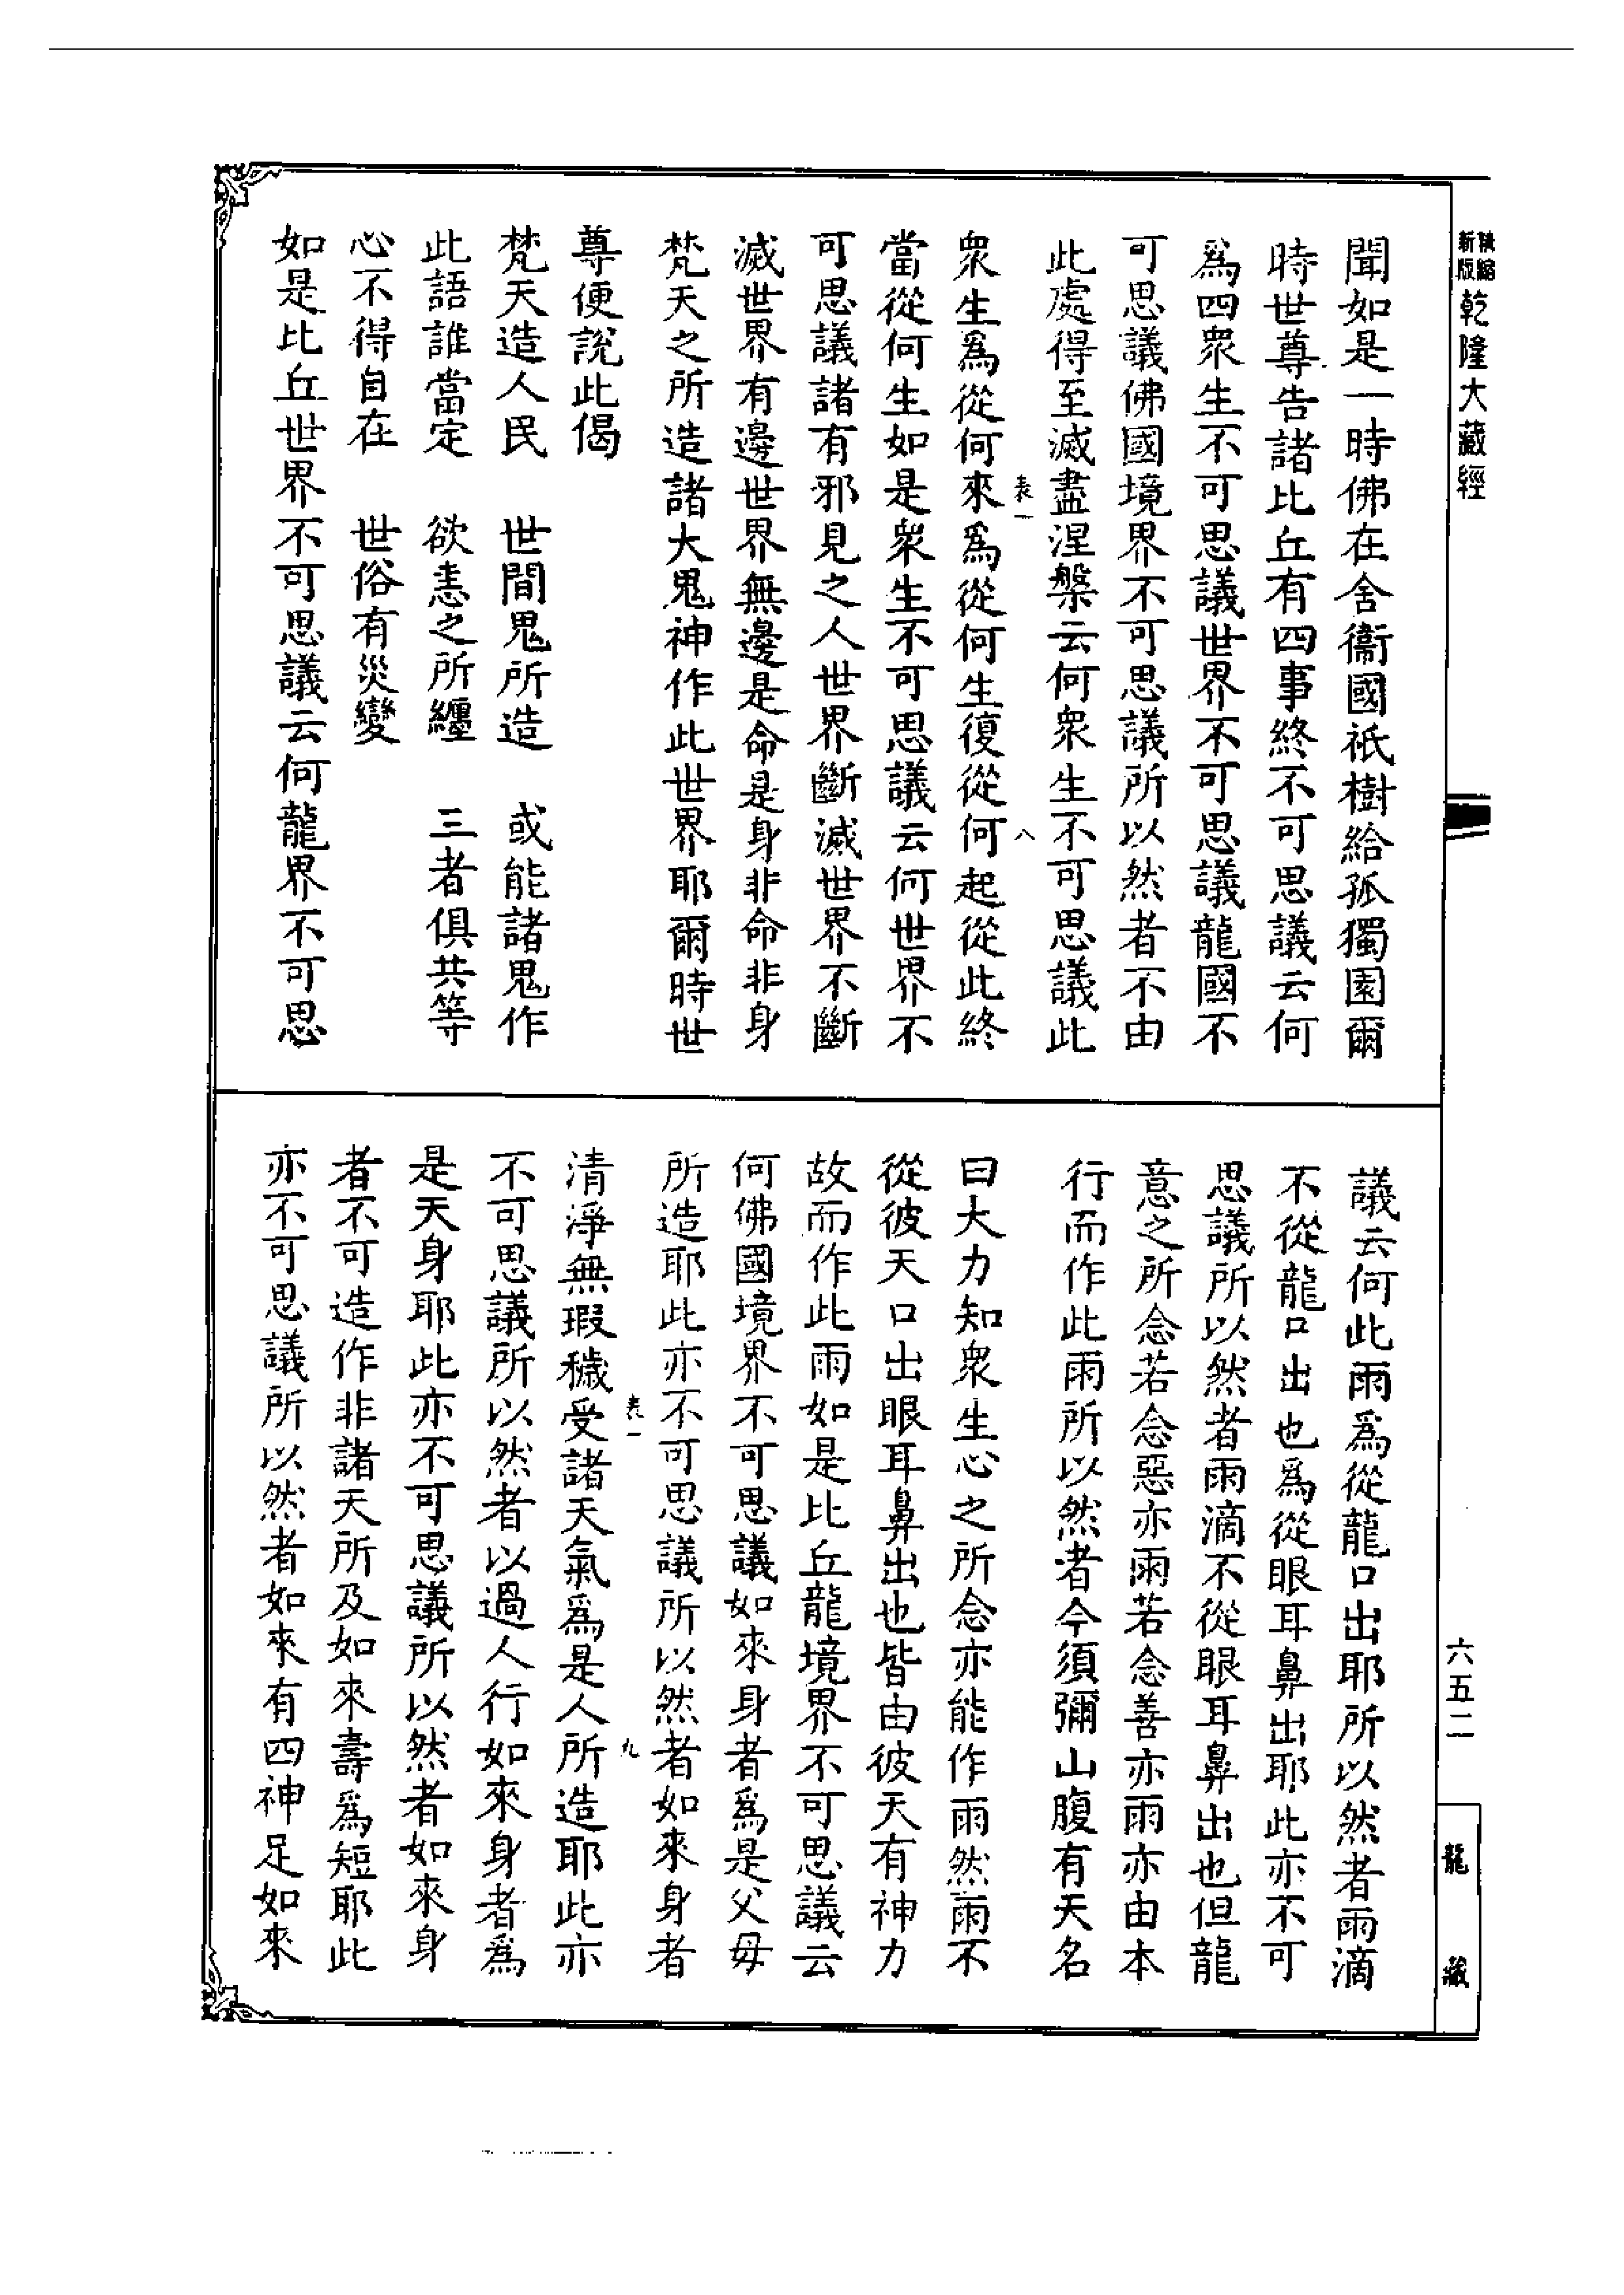 新版精縮乾隆大藏經
聞如是一時佛在舍衞國祇樹給孤獨園爾
時世尊告諸比丘有四事終不可思議云何
爲四衆生不可思議世界不可思議龍國不
可思議佛國境界不可思議所以然者不由
此處得至滅盡涅槃云何衆生不可思議此
表一
八
衆生爲從何來爲從何生復從何起從此終
當從何生如是衆生不可思議云何世界不
可思議諸有邪見之人世界斷滅世界不斷
滅世界有邊世界無邊是命是身非命非身
梵天之所造諸大鬼神作此世界耶爾時世
尊便說此偈
梵天造人民 世間鬼所造 或能諸鬼作
此語誰當定 欲恚之所纏 三者俱共等
心不得自在 世俗有災變
如是比丘世界不可思議云何龍界不可思
議云何此雨爲從龍口出耶所以然者雨滴
不從龍口出也爲從眼耳鼻出耶此亦不可
思議所以然者雨滴不從眼耳鼻出也但龍
意之所念若念惡亦雨若念善亦雨亦由本
行而作此雨所以然者今須彌山腹有天名
曰大力知衆生心之所念亦能作雨然雨不
從彼天口出眼耳鼻出也皆由彼天有神力
故而作此雨如是比丘龍境界不可思議云
何佛國境界不可思議如來身者爲是父母
所造耶此亦不可思議所以然者如來身者
表一
九
清淨無瑕穢受諸天氣爲是人所造耶此亦
不可思議所以然者以過人行如來身者爲
是天身耶此亦不可思議所以然者如來身
者不可造作非諸天所及如來壽爲短耶此
亦不可思議所以然者如來有四神足如來
六五二
龍藏